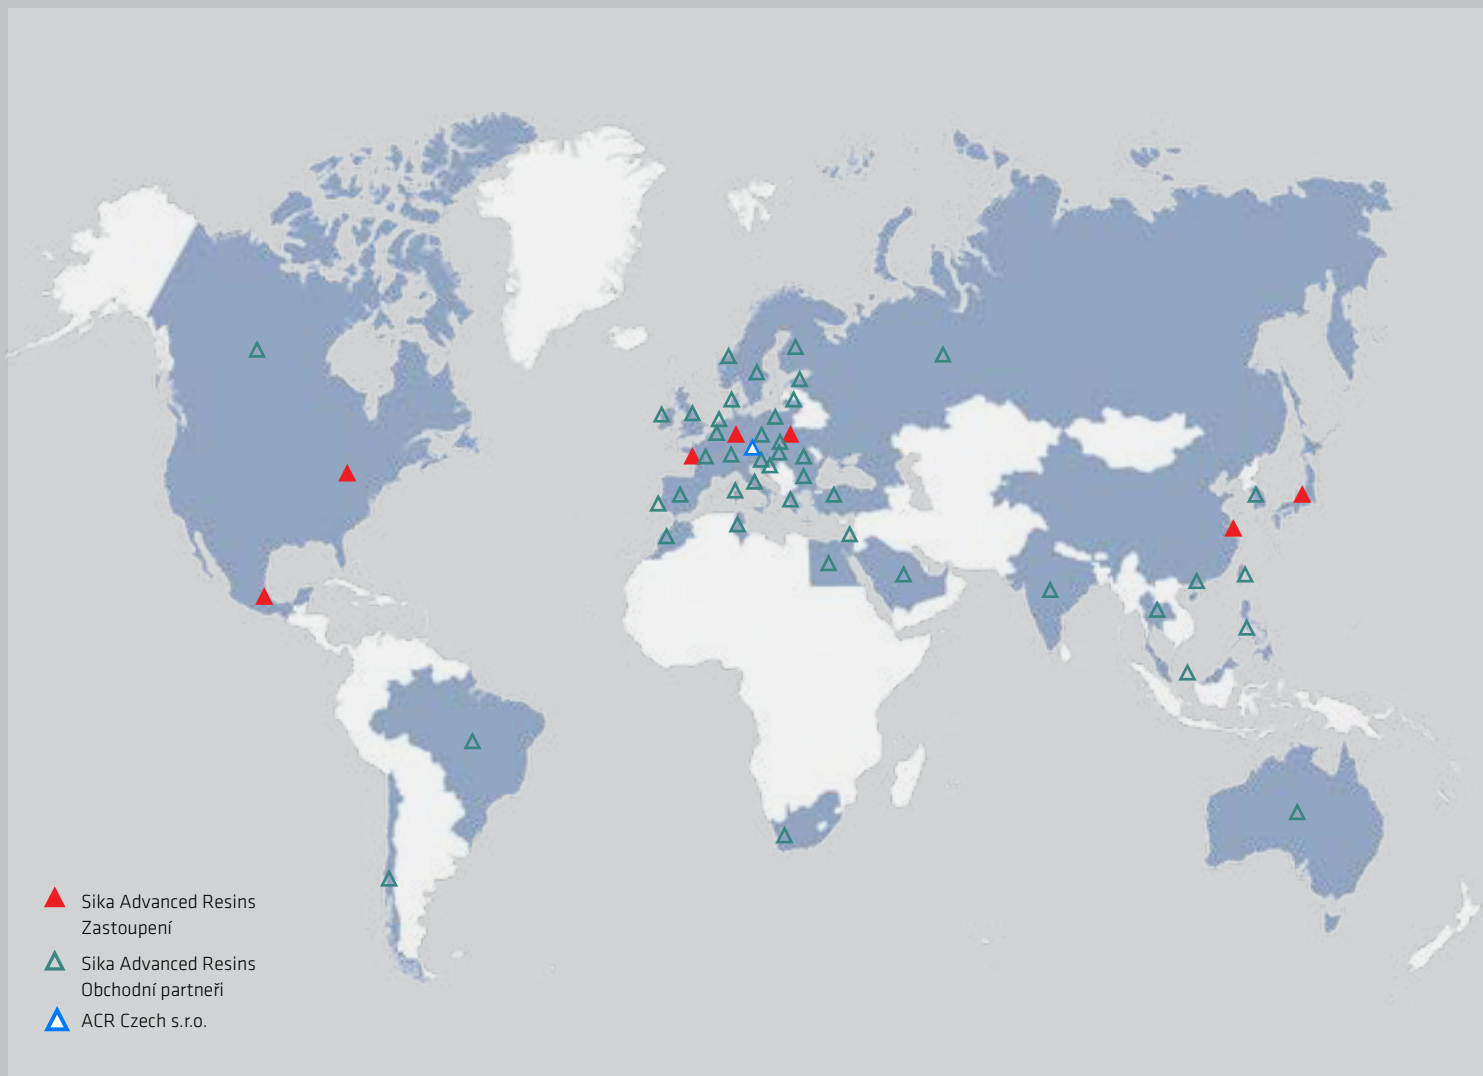 Sika Advanced Resins
Zastoupení
Sika Advanced Resins
Obchodní partneři
ACR Czech s.r.o.